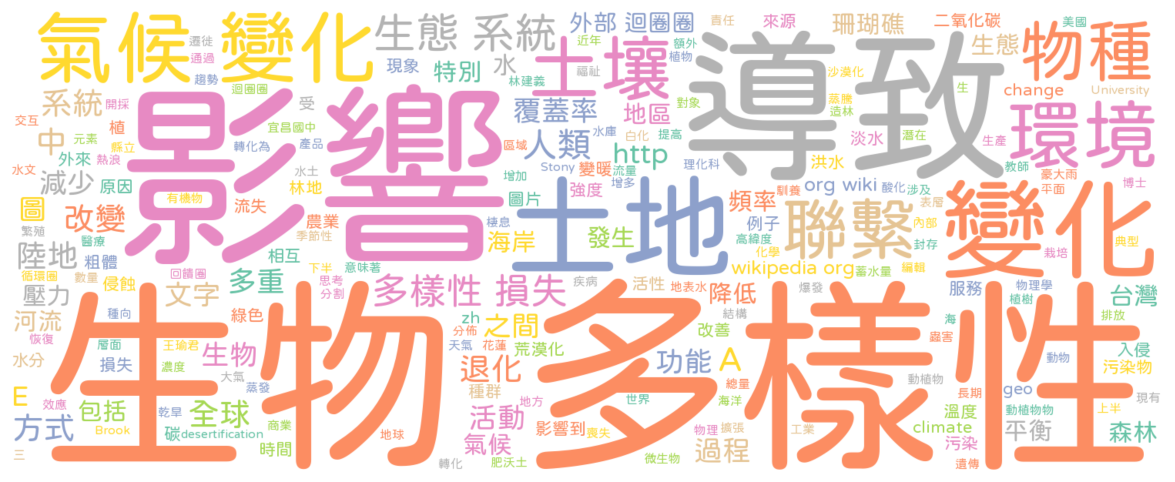 氣候 變化
遷徙
通過
趨勢
迴圈圈
生態 系統
現象
特別
水
外部 迴圈圈
近年
林建義
福祉
土壤
直任
額外
植物
對象
來源
珊瑚礁
沙漠化
蒸騰
造林
二氧化碳
生態
生
美國
物種
change
University
導致
環境
系統
開採
交互
中
元素
植
縣立
外來
熱浪
水文
減少
原因
影響
受
宜昌國中
轉化為
產品
覆蓋率
地區
人類
水庫
白化
提高
區域
Stony
變暖
流量
http
理化科
淡水
潛在
生產
教師
洪水
豪大雨
平面
博士
org wiki
酸化
涉及
水土
林地
增加
增多
有機物
圖
改變
流失
農業
季節性
圖片
強度
棲息
土地
頻率
馴養
例子
聯繫
表層
內部
封存
變化
繁殖
陸地
醫療
粗體
相互
海岸
發生
高緯度
化學
栽培
典型
循環圈
數量
侵蝕
回饋圈
多重
下半
意味著
思考
分割
多樣性 損失
疾病
活性
地表水
wikipedia org
蓄水量
編輯
壓力
文字
降低
爆發
服務
物理學
植樹
台灣
排放
河流
種向
恢復
綠色
zh
之間
分佈
結構
改善
海
蟲害
層面
王瑜君
生物
天氣
花蓮
荒漠化
入侵
水分
損失
濃度
大氣
蒸發
退化
種群
功能
A
總量
動植物
動物
污染物
E
效應
包括
全球
乾旱
生物 多樣性
地方
世界
海洋
geo
長期
上半
現有
方式
Brook
碳
desertification
商業
地球
活動
影響到
喪失
物理
擴張
工業
溫度
動植物物
climate
平衡
森林
三
時間
氣候
轉化
肥沃土
微生物
過程
污染
遺傳